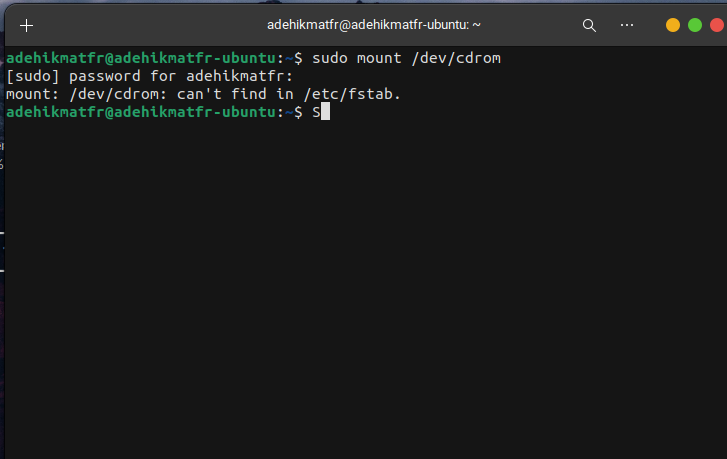 adehikmatfr@adehikmatfr-ubuntu: ~
adehikmatfr@adehikmatfr-ubuntu:~$ sudo mount /dev/cdrom
[sudo] password for adehikmatfr:
mount: /dev/cdrom: can't find in /etc/fstab.
adehikmatfr@adehikmatfr-ubuntu:~$ S